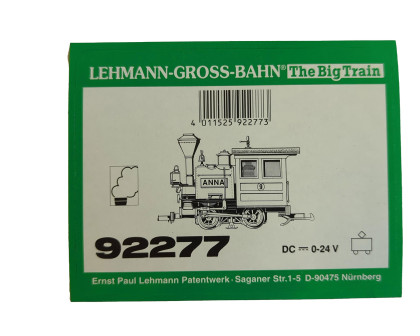 LEHMANN-GROSS-BAHN® The Big Train
4 011525 922773
ANNA
92277
DC ⎓ 0-24 V
Ernst Paul Lehmann Patentwerk · Saganer Str.1-5 D-90475 Nürnberg